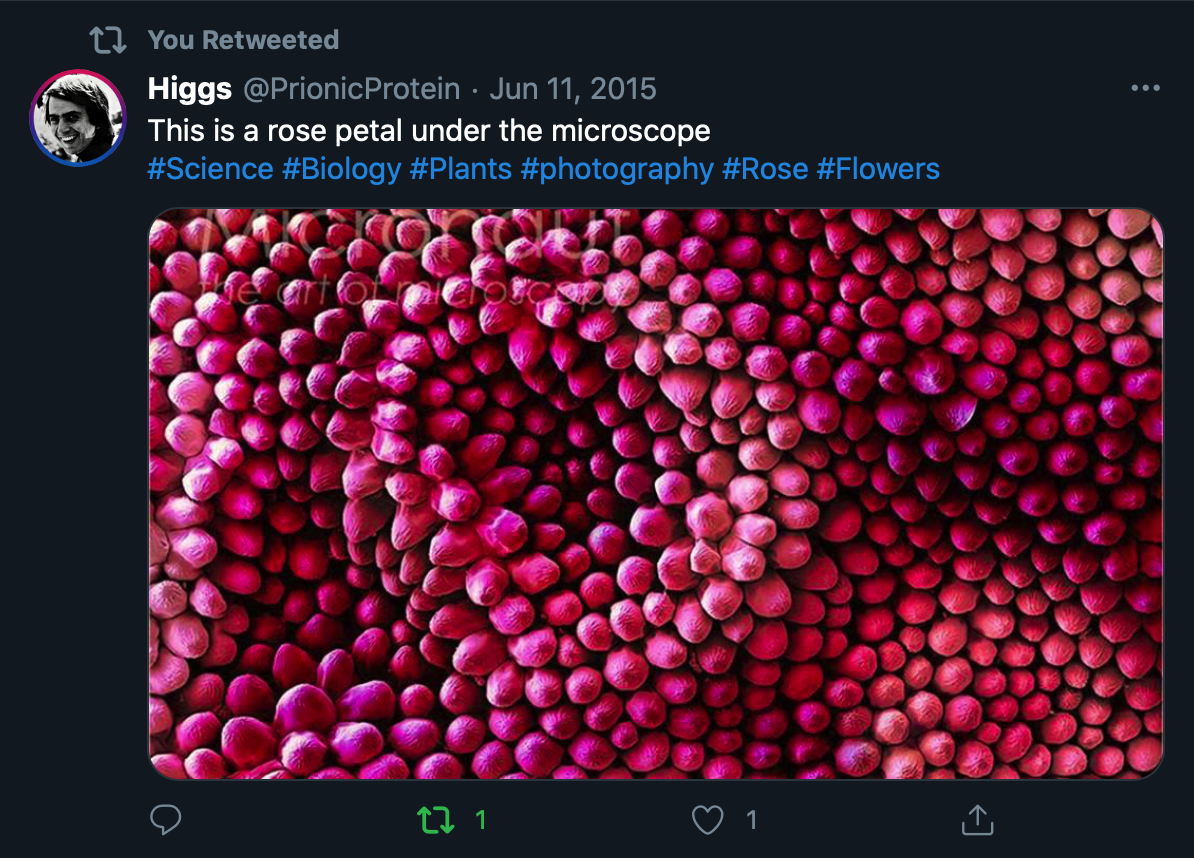 You Retweeted
Higgs @PrionicProtein · Jun 11, 2015
This is a rose petal under the microscope
#Science #Biology #Plants #photography #Rose #Flowers
Micronaut
the art of microscopy
1
1